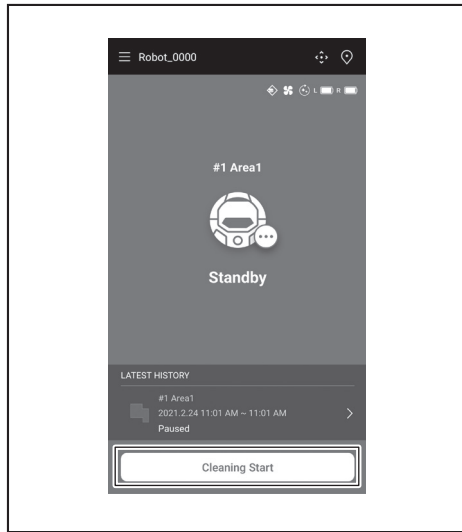 Robot_0000
L R
#1 Area1
Standby
LATEST HISTORY
#1 Area1
2021.2.24 11:01 AM ~ 11:01 AM
Paused
Cleaning Start